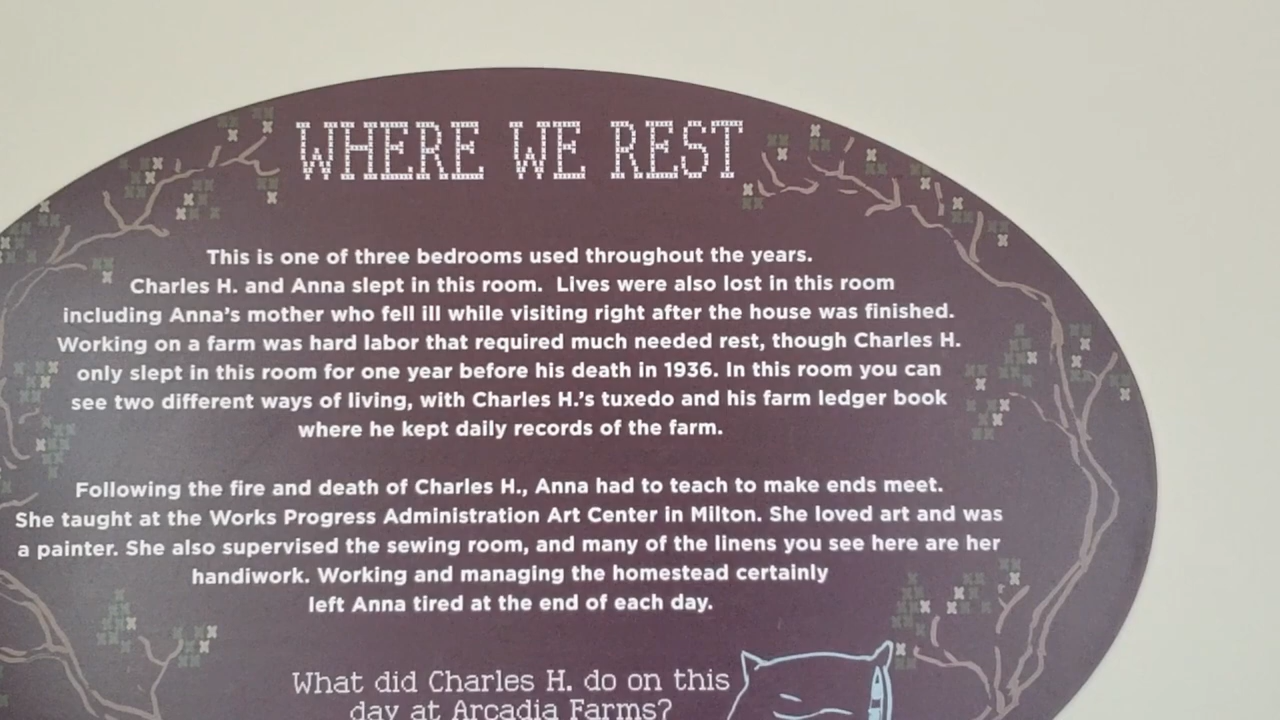 WHERE WE REST
This is one of three bedrooms used throughout the years.
Charles H. and Anna slept in this room.  Lives were also lost in this room
including Anna's mother who fell ill while visiting right after the house was finished.
Working on a farm was hard labor that required much needed rest, though Charles H.
only slept in this room for one year before his death in 1936. In this room you can
see two different ways of living, with Charles H.'s tuxedo and his farm ledger book
where he kept daily records of the farm.
Following the fire and death of Charles H., Anna had to teach to make ends meet.
She taught at the Works Progress Administration Art Center in Milton. She loved art and was
a painter. She also supervised the sewing room, and many of the linens you see here are her
handiwork. Working and managing the homestead certainly
left Anna tired at the end of each day.
What did Charles H. do on this
day at Arcadia Farms?